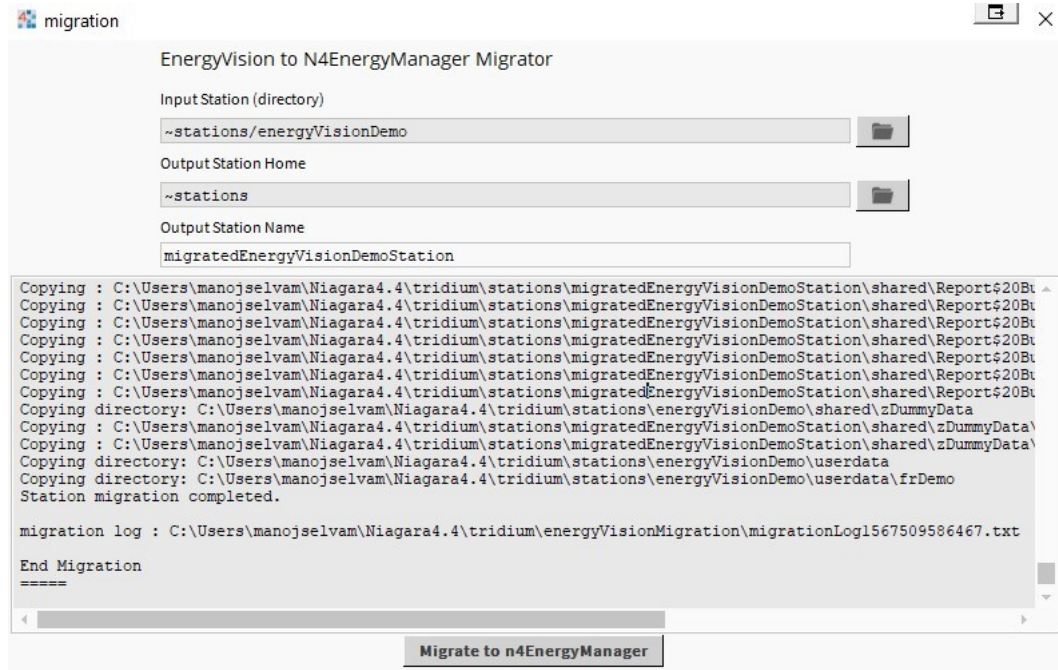 migration
EnergyVision to N4EnergyManager Migrator
Input Station (directory)
~stations/energyVisionDemo
Output Station Home
~stations
Output Station Name
migratedEnergyVisionDemoStation
Copying : C:\Users\manojselvam\Niagara4.4\tridium\stations\migratedEnergyVisionDemoStation\shared\Report$20Bu
Copying : C:\Users\manojselvam\Niagara4.4\tridium\stations\migratedEnergyVisionDemoStation\shared\Report$20Bu
Copying : C:\Users\manojselvam\Niagara4.4\tridium\stations\migratedEnergyVisionDemoStation\shared\Report$20Bu
Copying : C:\Users\manojselvam\Niagara4.4\tridium\stations\migratedEnergyVisionDemoStation\shared\Report$20Bu
Copying : C:\Users\manojselvam\Niagara4.4\tridium\stations\migratedEnergyVisionDemoStation\shared\Report$20Bu
Copying : C:\Users\manojselvam\Niagara4.4\tridium\stations\migratedEnergyVisionDemoStation\shared\Report$20Bu
Copying : C:\Users\manojselvam\Niagara4.4\tridium\stations\migratedEnergyVisionDemoStation\shared\Report$20Bu
Copying directory: C:\Users\manojselvam\Niagara4.4\tridium\stations\energyVisionDemo\shared\zDummyData
Copying : C:\Users\manojselvam\Niagara4.4\tridium\stations\migratedEnergyVisionDemoStation\shared\zDummyData\
Copying : C:\Users\manojselvam\Niagara4.4\tridium\stations\migratedEnergyVisionDemoStation\shared\zDummyData\
Copying directory: C:\Users\manojselvam\Niagara4.4\tridium\stations\energyVisionDemo\userdata
Copying directory: C:\Users\manojselvam\Niagara4.4\tridium\stations\energyVisionDemo\userdata\frDemo
Station migration completed.
migration log : C:\Users\manojselvam\Niagara4.4\tridium\energyVisionMigration\migrationLog1567509586467.txt
End Migration
=====
Migrate to n4EnergyManager